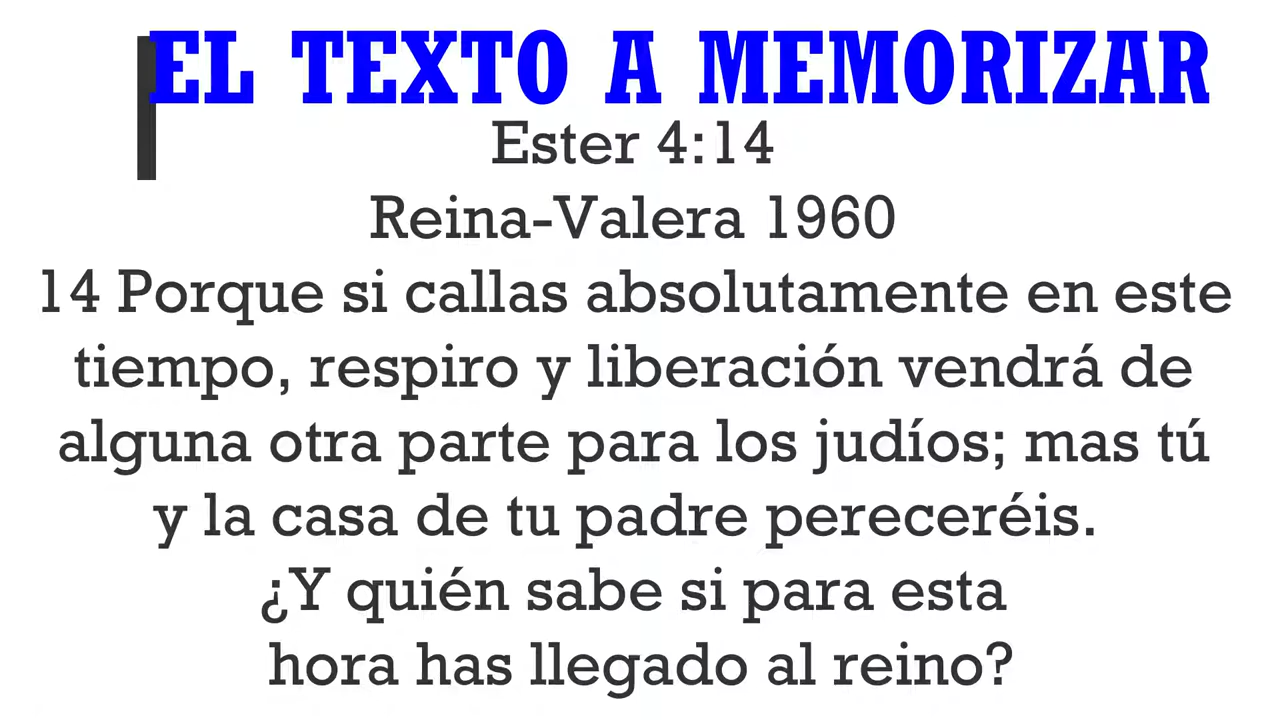 EL TEXTO A MEMORIZAR
Ester 4:14
Reina-Valera 1960
14 Porque si callas absolutamente en este
tiempo, respiro y liberación vendrá de
alguna otra parte para los judíos; mas tú
y la casa de tu padre pereceréis.
¿Y quién sabe si para esta
hora has llegado al reino?